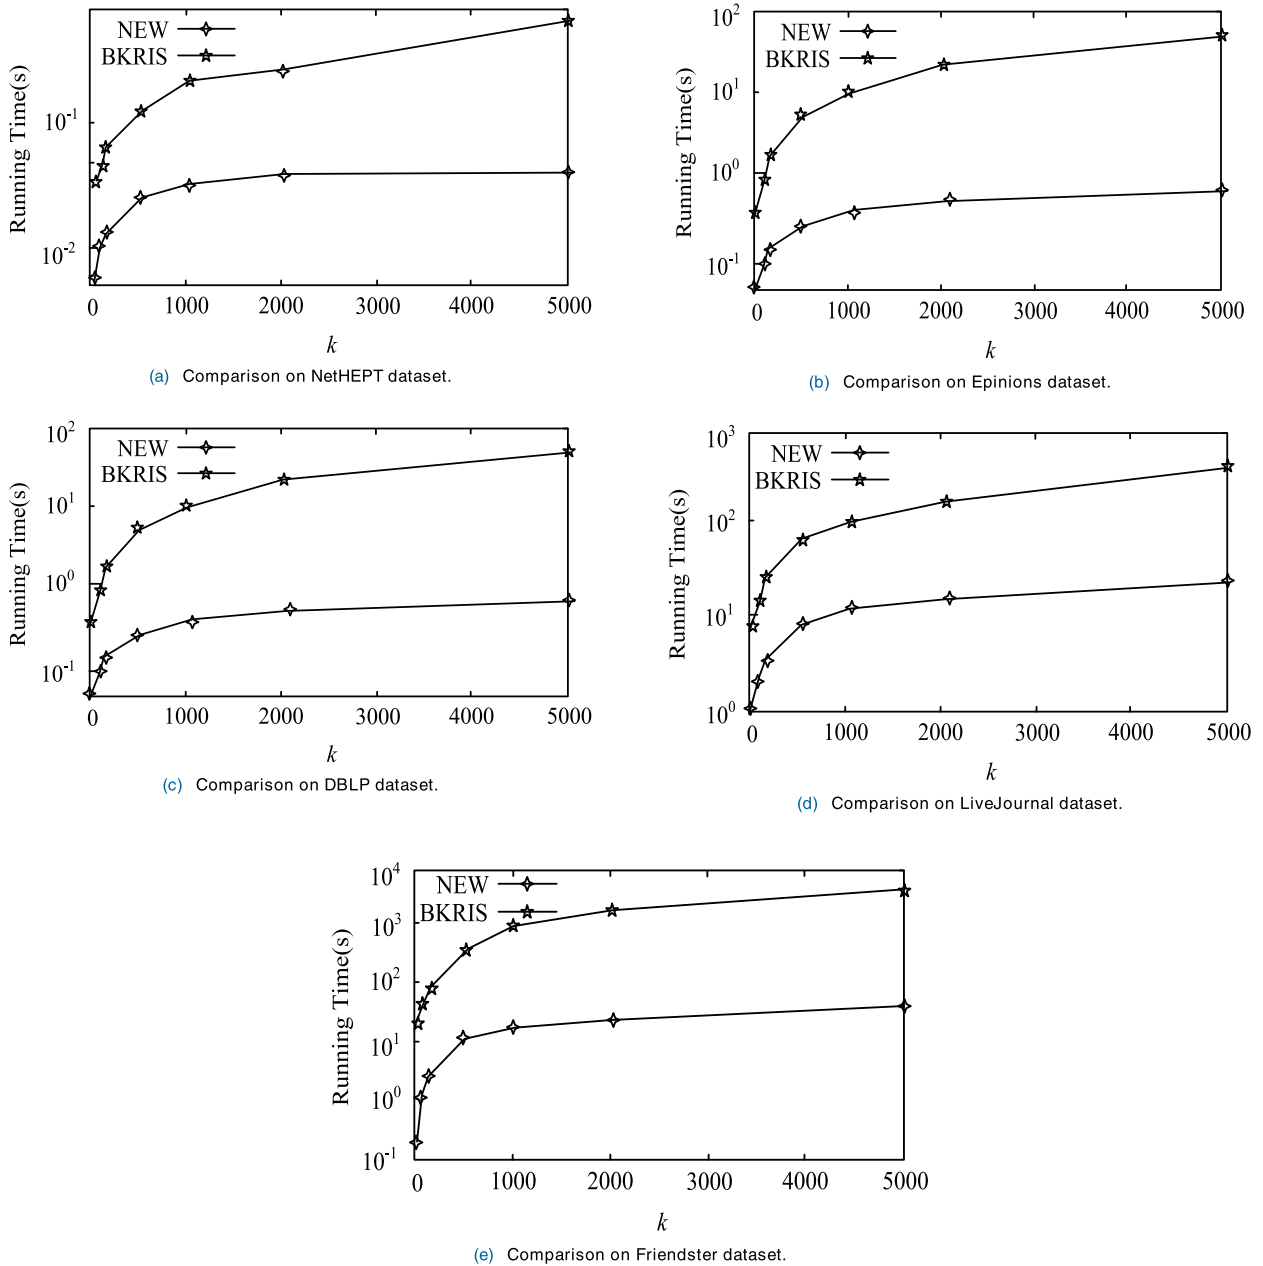 NEW
BKRIS
Running Time(s)
10-1
10-2
0 1000 2000 3000 4000 5000
k
(a) Comparison on NetHEPT dataset.
NEW
BKRIS
Running Time(s)
10^2
10^1
10^0
10^-1
0 1000 2000 3000 4000 5000
k
(b) Comparison on Epinions dataset.
NEW
BKRIS
Running Time(s)
10^2
10^1
10^0
10^-1
0 1000 2000 3000 4000 5000
k
(c) Comparison on DBLP dataset.
NEW
BKRIS
Running Time(s)
10^3
10^2
10^1
10^0
0 1000 2000 3000 4000 5000
k
(d) Comparison on LiveJournal dataset.
NEW
BKRIS
Running Time(s)
10^4
10^3
10^2
10^1
10^0
10^-1
0 1000 2000 3000 4000 5000
k
(e) Comparison on Friendster dataset.